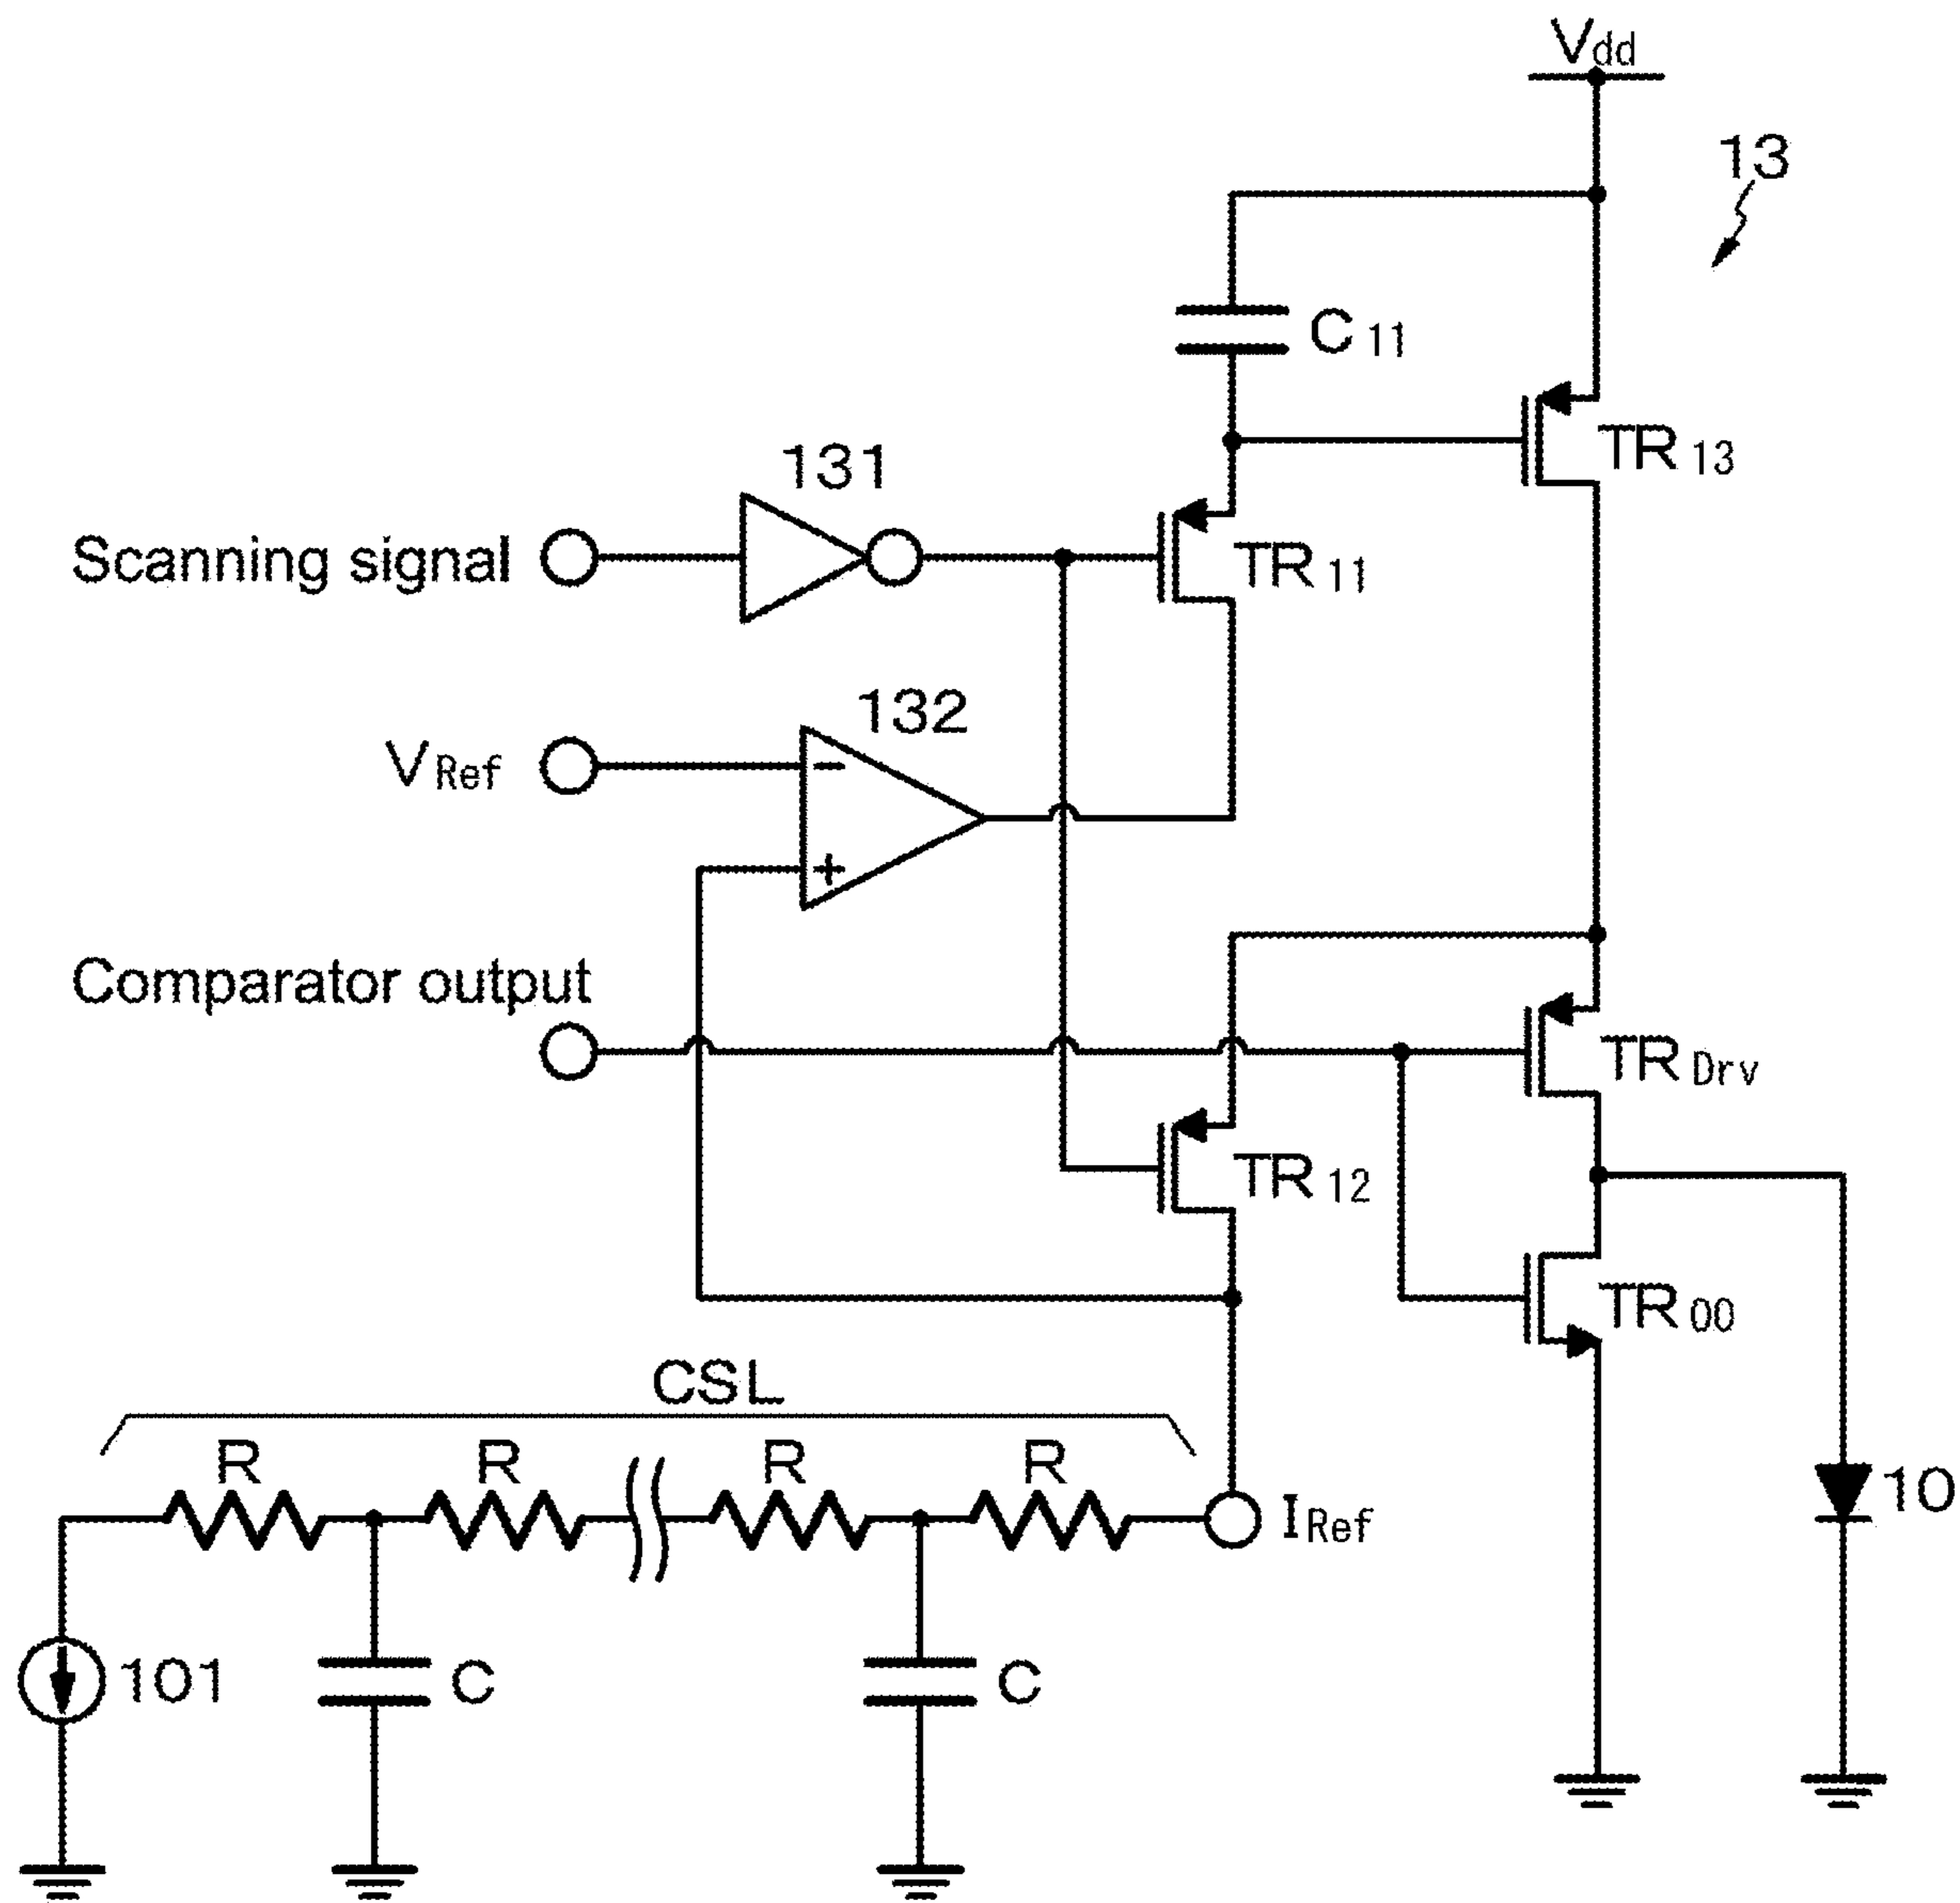 Vdd
13
C11
TR13
131
Scanning signal
TR11
132
VRef
−
+
Comparator output
TRDrv
TR12
TR00
CSL
R R R R
IRef
10
101
C C